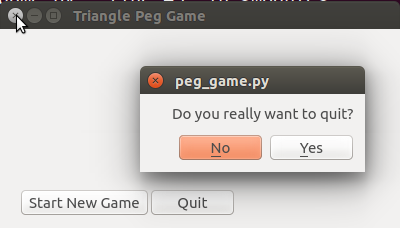 Triangle Peg Game
peg_game.py
Do you really want to quit?
No Yes
Start New Game Quit